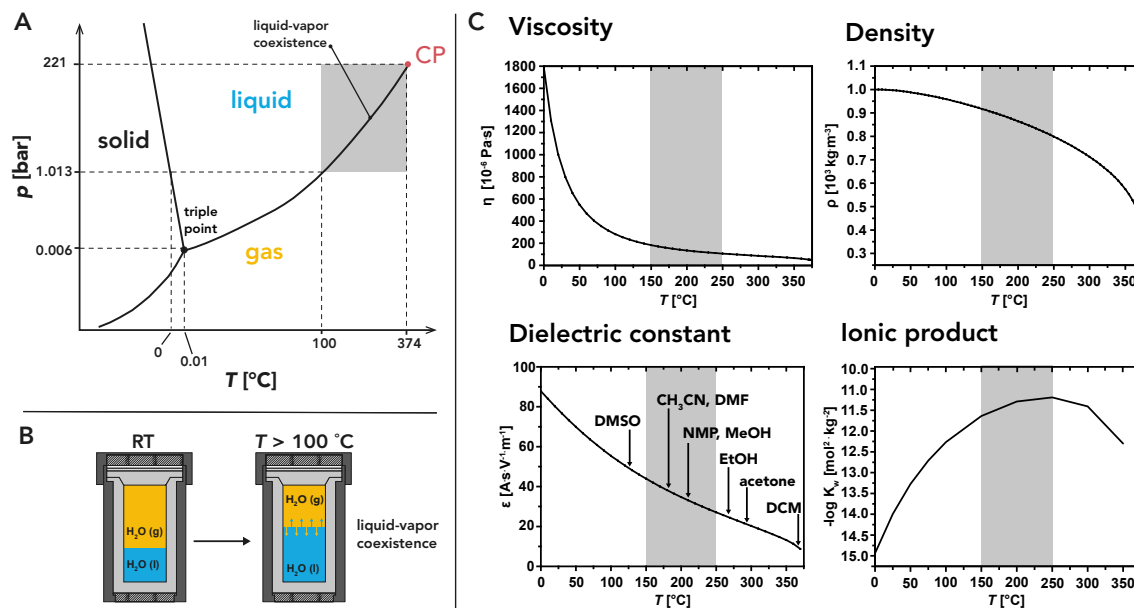 A
liquid-vapor
coexistence
CP
221
liquid
solid
p [bar]
1.013
triple
point
0.006
gas
0
0.01
100
374
T [°C]
B
RT
T > 100 °C
H₂O (g)
H₂O (l)
H₂O (g)
H₂O (l)
liquid-vapor
coexistence
C
Viscosity
1800
1600
1400
1200
1000
800
600
400
200
0
η [10⁻⁶ Pa·s]
0 50 100 150 200 250 300 350
T [°C]
Density
1.1
1.0
0.9
0.8
0.7
0.6
0.5
0.4
0.3
ρ [10³ kg·m⁻³]
0 50 100 150 200 250 300 350
T [°C]
Dielectric constant
100
80
60
40
20
0
ε [As·V⁻¹·m⁻¹]
DMSO
CH₃CN, DMF
NMP, MeOH
EtOH
acetone
DCM
0 50 100 150 200 250 300 350
T [°C]
Ionic product
10.0
11.0
11.5
12.0
12.5
13.0
13.5
14.0
14.5
15.0
-log Kw [mol²·kg⁻²]
0 50 100 150 200 250 300 350
T [°C]